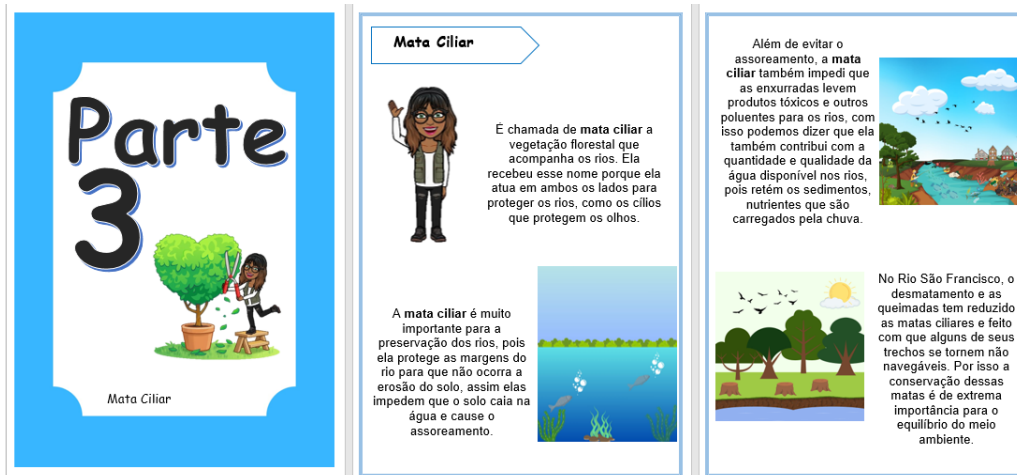 Parte
3
Mata Ciliar
Mata Ciliar
É chamada de mata ciliar a
vegetação florestal que
acompanha os rios. Ela
recebeu esse nome porque ela
atua em ambos os lados para
proteger os rios, como os cílios
que protegem os olhos.
A mata ciliar é muito
importante para a
preservação dos rios, pois
ela protege as margens do
rio para que não ocorra a
erosão do solo, assim elas
impedem que o solo caia na
água e cause o
assoreamento.
Além de evitar o
assoreamento, a mata
ciliar também impedi que
as enxurradas levem
produtos tóxicos e outros
poluentes para os rios, com
isso podemos dizer que ela
também contribui com a
quantidade e qualidade da
água disponível nos rios,
pois retém os sedimentos,
nutrientes que são
carregados pela chuva.
No Rio São Francisco, o
desmatamento e as
queimadas tem reduzido
as matas ciliares e feito
com que alguns de seus
trechos se tornem não
navegáveis. Por isso a
conservação dessas
matas é de extrema
importância para o
equilíbrio do meio
ambiente.